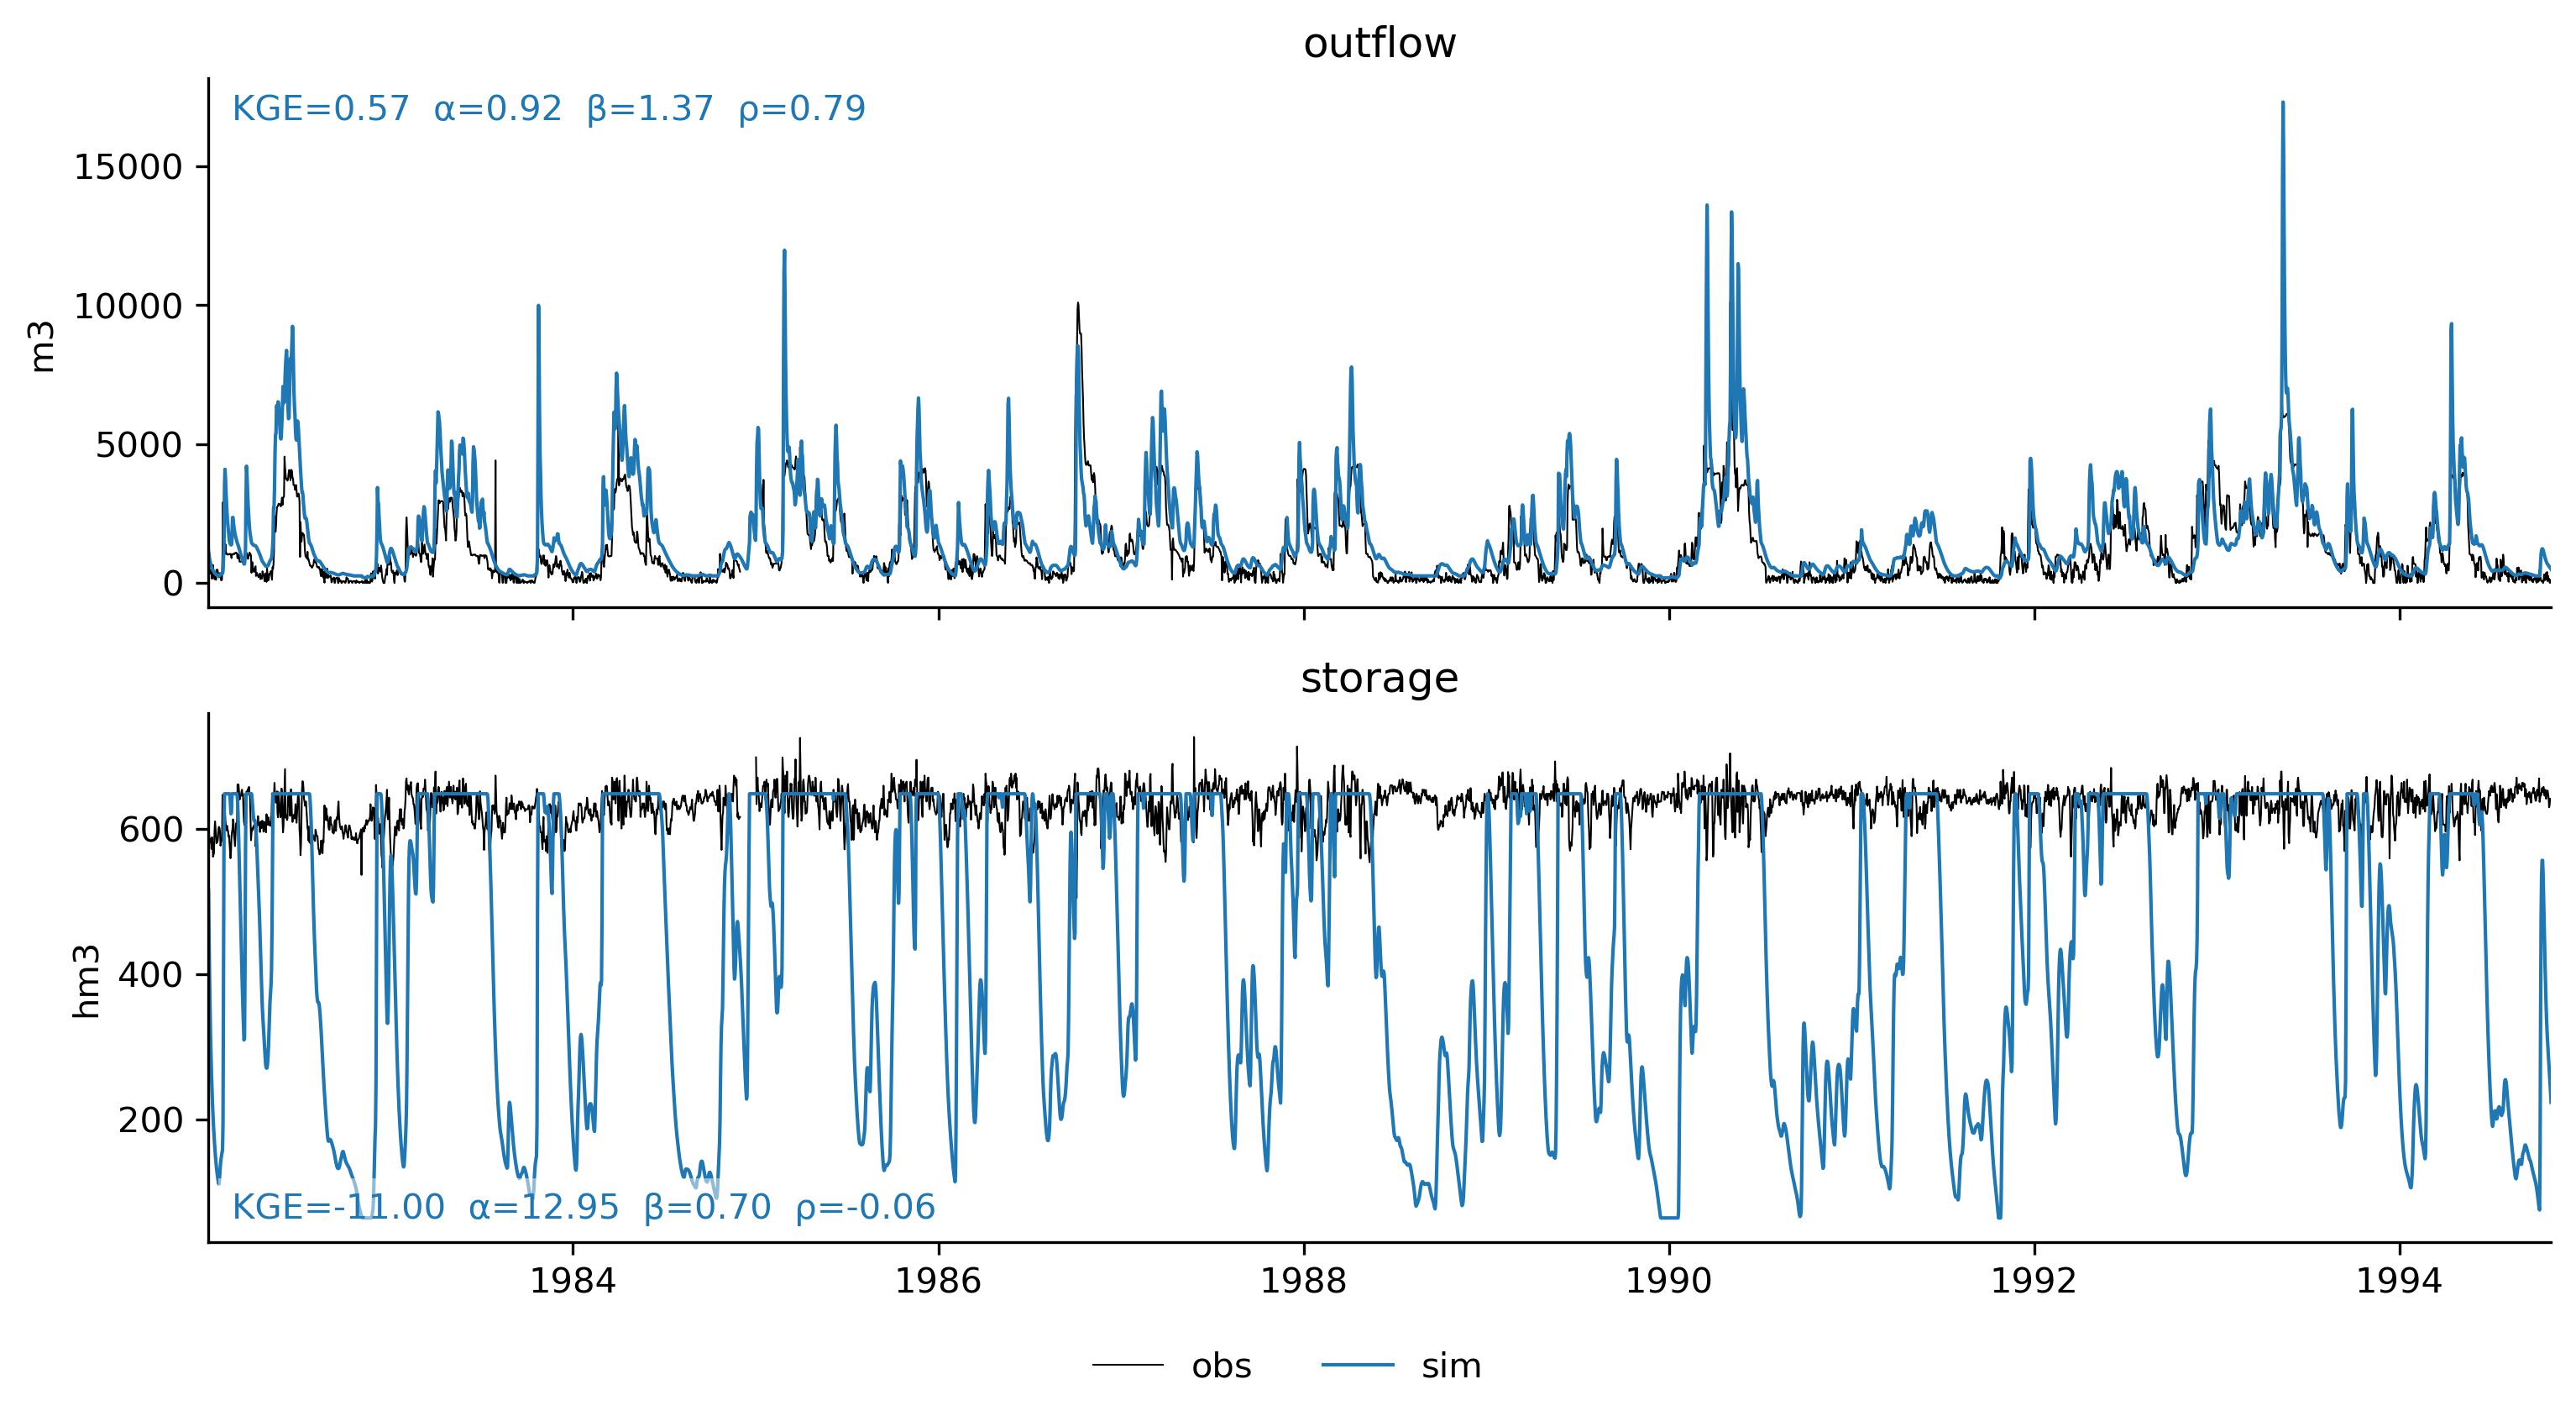 outflow
KGE=0.57 α=0.92 β=1.37 ρ=0.79
15000
10000
5000
0
m3
storage
600
400
200
hm3
KGE=-11.00 α=12.95 β=0.70 ρ=-0.06
1984 1986 1988 1990 1992 1994
obs sim